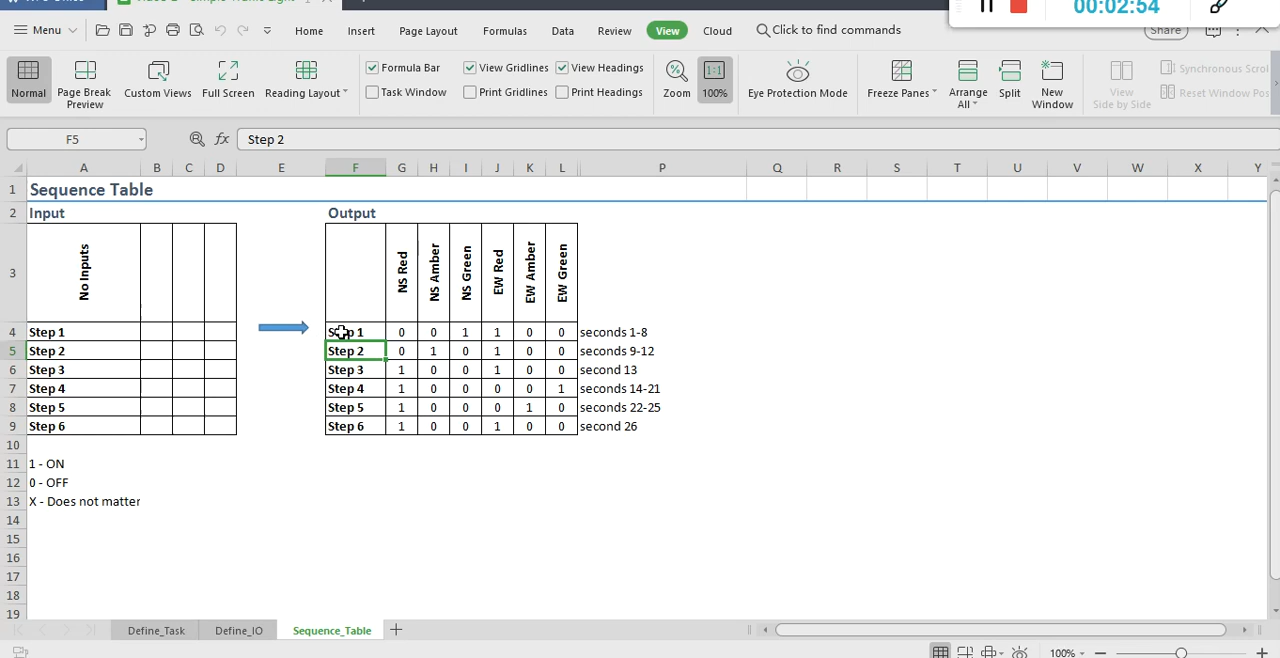 00:02:54
Menu
Home Insert Page Layout Formulas Data Review View Cloud Click to find commands
Share
Normal Page Break Preview Custom Views Full Screen Reading Layout
Formula Bar View Gridlines View Headings
Task Window Print Gridlines Print Headings
Zoom 100% Eye Protection Mode Freeze Panes Arrange All Split New Window View Side by Side
Synchronous Scrol
Reset Window Pos
F5 fx Step 2
A B C D E F G H I J K L P Q R S T U V W X Y
1 Sequence Table
2 Input Output
3 No Inputs NS Red NS Amber NS Green EW Red EW Amber EW Green
4 Step 1 Step 1 0 0 1 1 0 0 seconds 1-8
5 Step 2 Step 2 0 1 0 1 0 0 seconds 9-12
6 Step 3 Step 3 1 0 0 1 0 0 second 13
7 Step 4 Step 4 1 0 0 0 0 1 seconds 14-21
8 Step 5 Step 5 1 0 0 0 1 0 seconds 22-25
9 Step 6 Step 6 1 0 0 1 0 0 second 26
10
11 1 - ON
12 0 - OFF
13 X - Does not matter
14
15
16
17
18
19
Define_Task Define_IO Sequence_Table
100%